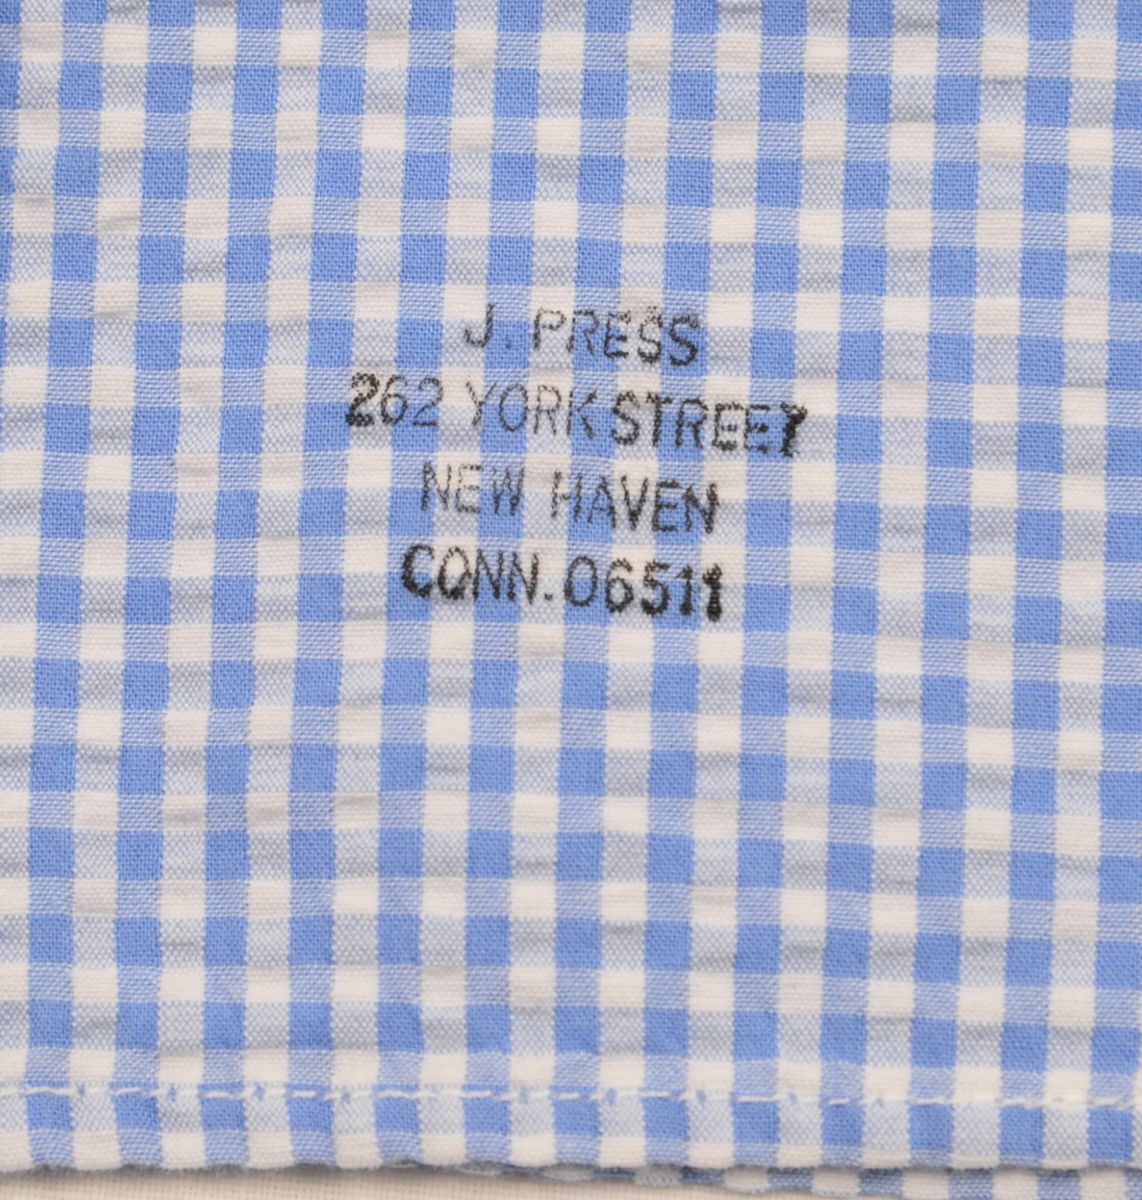 J. PRESS
262 YORK STREET
NEW HAVEN
CONN. 06511